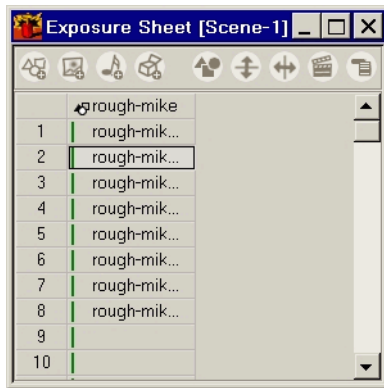 Exposure Sheet [Scene-1]
rough-mike
1 rough-mik...
2 rough-mik...
3 rough-mik...
4 rough-mik...
5 rough-mik...
6 rough-mik...
7 rough-mik...
8 rough-mik...
9
10